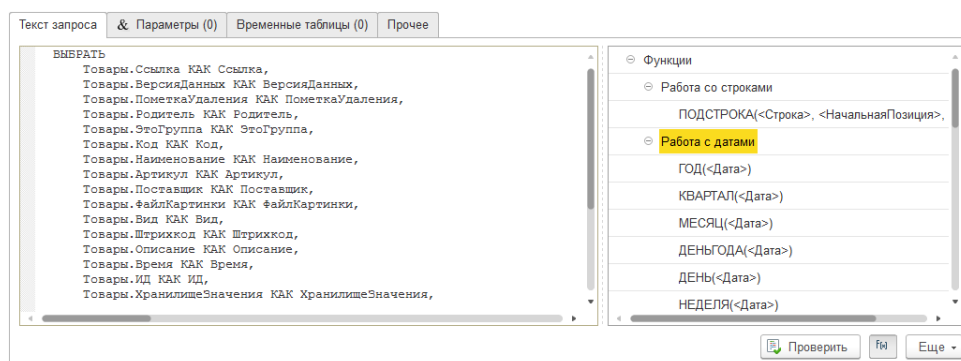 Текст запроса
& Параметры (0)
Временные таблицы (0)
Прочее
ВЫБРАТЬ
Товары.Ссылка КАК Ссылка,
Товары.ВерсияДанных КАК ВерсияДанных,
Товары.ПометкаУдаления КАК ПометкаУдаления,
Товары.Родитель КАК Родитель,
Товары.ЭтоГруппа КАК ЭтоГруппа,
Товары.Код КАК Код,
Товары.Наименование КАК Наименование,
Товары.Артикул КАК Артикул,
Товары.Поставщик КАК Поставщик,
Товары.ФайлКартинки КАК ФайлКартинки,
Товары.Вид КАК Вид,
Товары.Штрихкод КАК Штрихкод,
Товары.Описание КАК Описание,
Товары.Время КАК Время,
Товары.ИД КАК ИД,
Товары.ХранилищеЗначения КАК ХранилищеЗначения,
Функции
Работа со строками
ПОДСТРОКА(<Строка>, <НачальнаяПозиция>,
Работа с датами
ГОД(<Дата>)
КВАРТАЛ(<Дата>)
МЕСЯЦ(<Дата>)
ДЕНЬГОДА(<Дата>)
ДЕНЬ(<Дата>)
НЕДЕЛЯ(<Дата>)
Проверить
F(x)
Еще